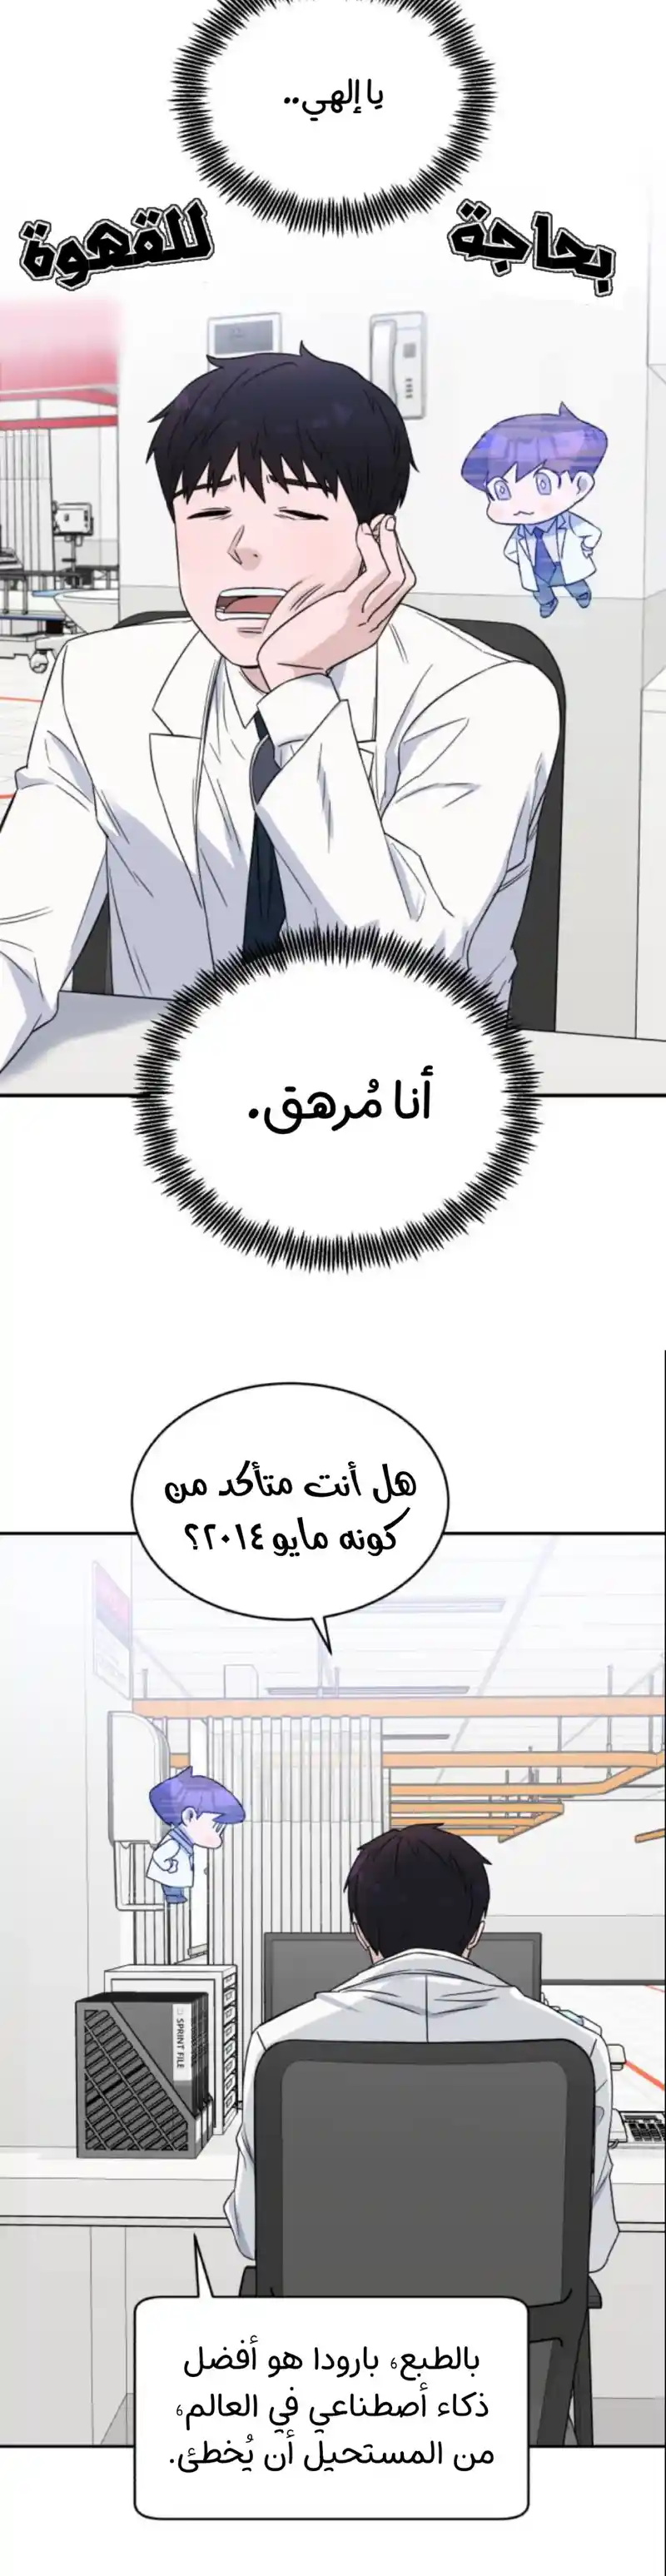 يا إلهي..
بحاجة
للقهوة
أنا مُرهق.
هل أنت متأكد من
كونه مايو ٢٠١٤؟
SPRINT FILE
بالطبع، بارودا هو أفضل
ذكاء أصطناعي في العالم،
من المستحيل أن يُخطئ.